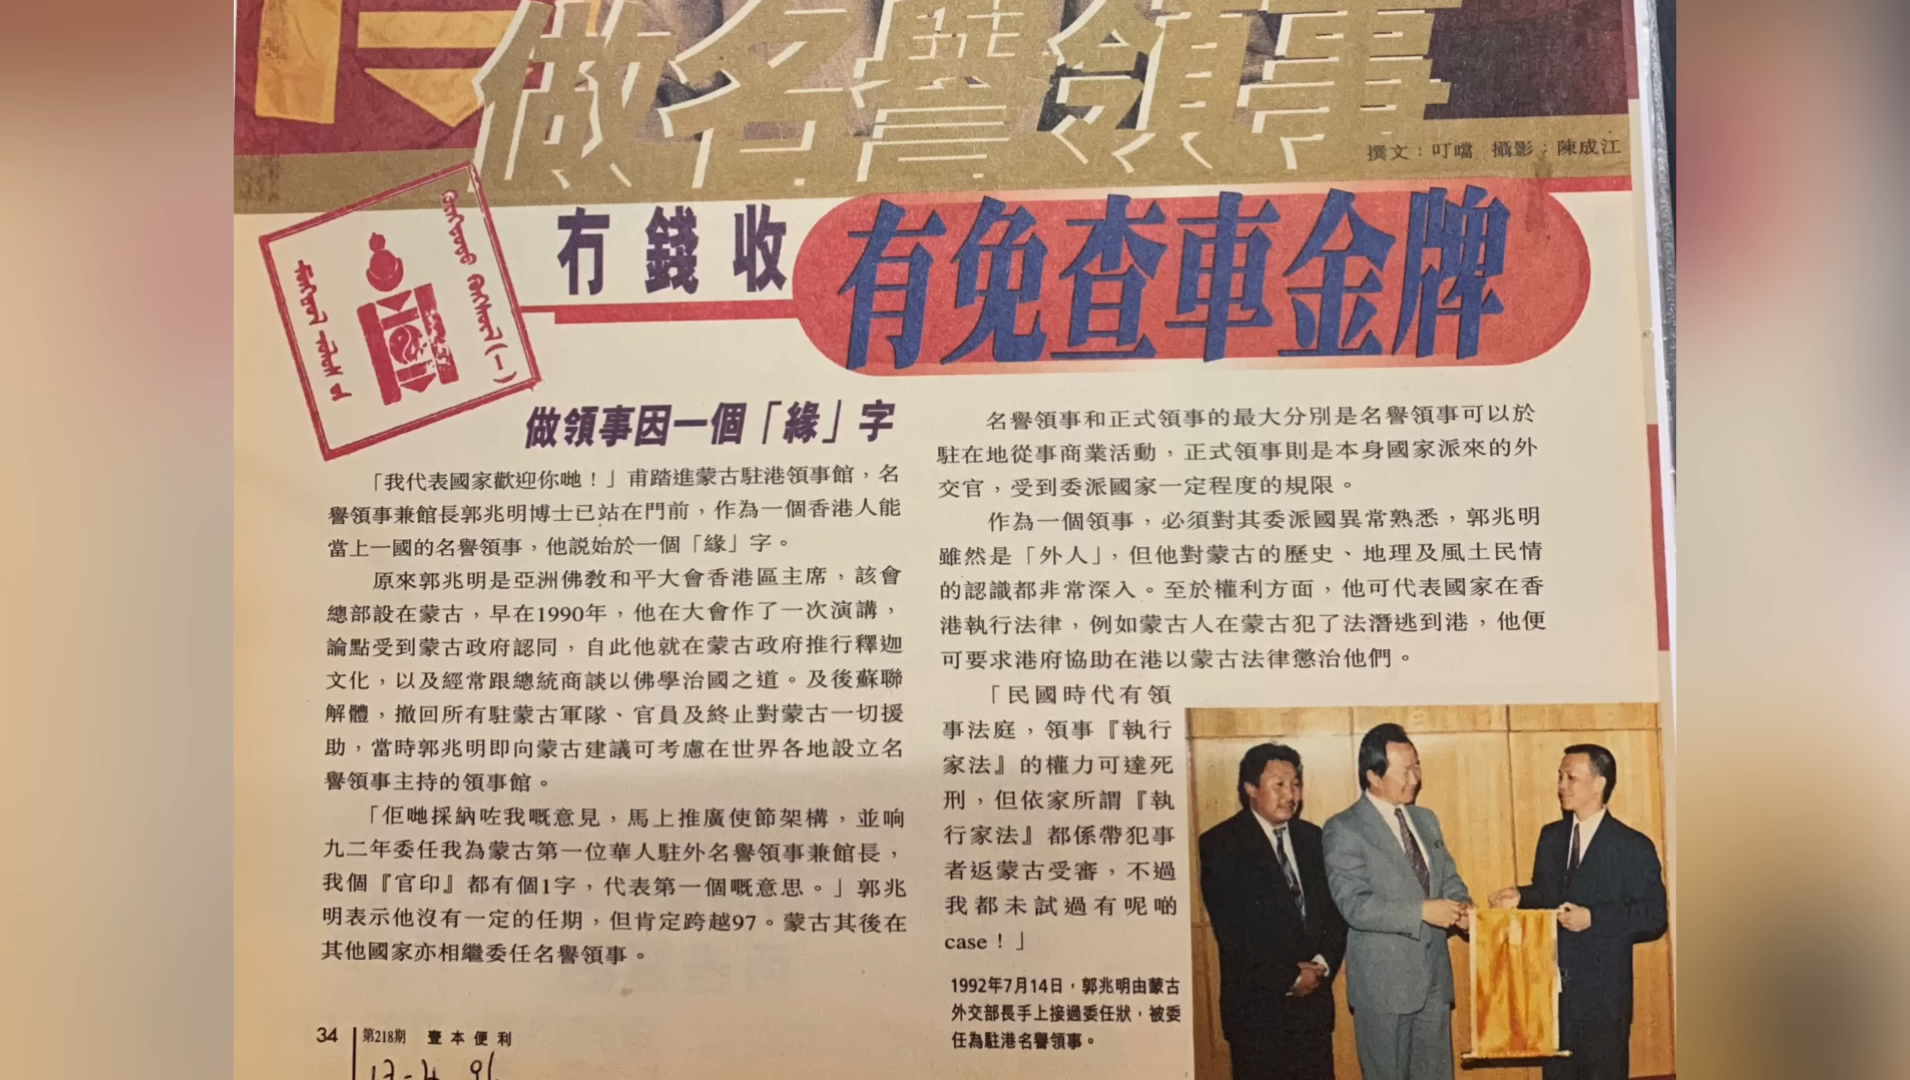 做名譽領事
撰文：叮噹 攝影：陳成江
冇錢收
有免查車金牌
做領事因一個「緣」字
「我代表國家歡迎你哋！」甫踏進蒙古駐港領事館，名
譽領事兼館長郭兆明博士已站在門前，作為一個香港人能
當上一國的名譽領事，他説始於一個「緣」字。
原來郭兆明是亞洲佛教和平大會香港區主席，該會
總部設在蒙古，早在1990年，他在大會作了一次演講，
論點受到蒙古政府認同，自此他就在蒙古政府推行釋迦
文化，以及經常跟總統商談以佛學治國之道。及後蘇聯
解體，撤回所有駐蒙古軍隊、官員及終止對蒙古一切援
助，當時郭兆明即向蒙古建議可考慮在世界各地設立名
譽領事主持的領事館。
「佢哋採納咗我嘅意見，馬上推廣使節架構，並响
九二年委任我為蒙古第一位華人駐外名譽領事兼館長，
我個『官印』都有個1字，代表第一個嘅意思。」郭兆
明表示他沒有一定的任期，但肯定跨越97。蒙古其後在
其他國家亦相繼委任名譽領事。
名譽領事和正式領事的最大分別是名譽領事可以於
駐在地從事商業活動，正式領事則是本身國家派來的外
交官，受到委派國家一定程度的規限。
作為一個領事，必須對其委派國異常熟悉，郭兆明
雖然是「外人」，但他對蒙古的歷史、地理及風土民情
的認識都非常深入。至於權利方面，他可代表國家在香
港執行法律，例如蒙古人在蒙古犯了法潛逃到港，他便
可要求港府協助在港以蒙古法律懲治他們。
「民國時代有領
事法庭，領事『執行
家法』的權力可達死
刑，但依家所謂『執
行家法』都係帶犯事
者返蒙古受審，不過
我都未試過有呢啲
case！」
1992年7月14日，郭兆明由蒙古
外交部長手上接過委任狀，被委
任為駐港名譽領事。
34 第218期 壹本便利